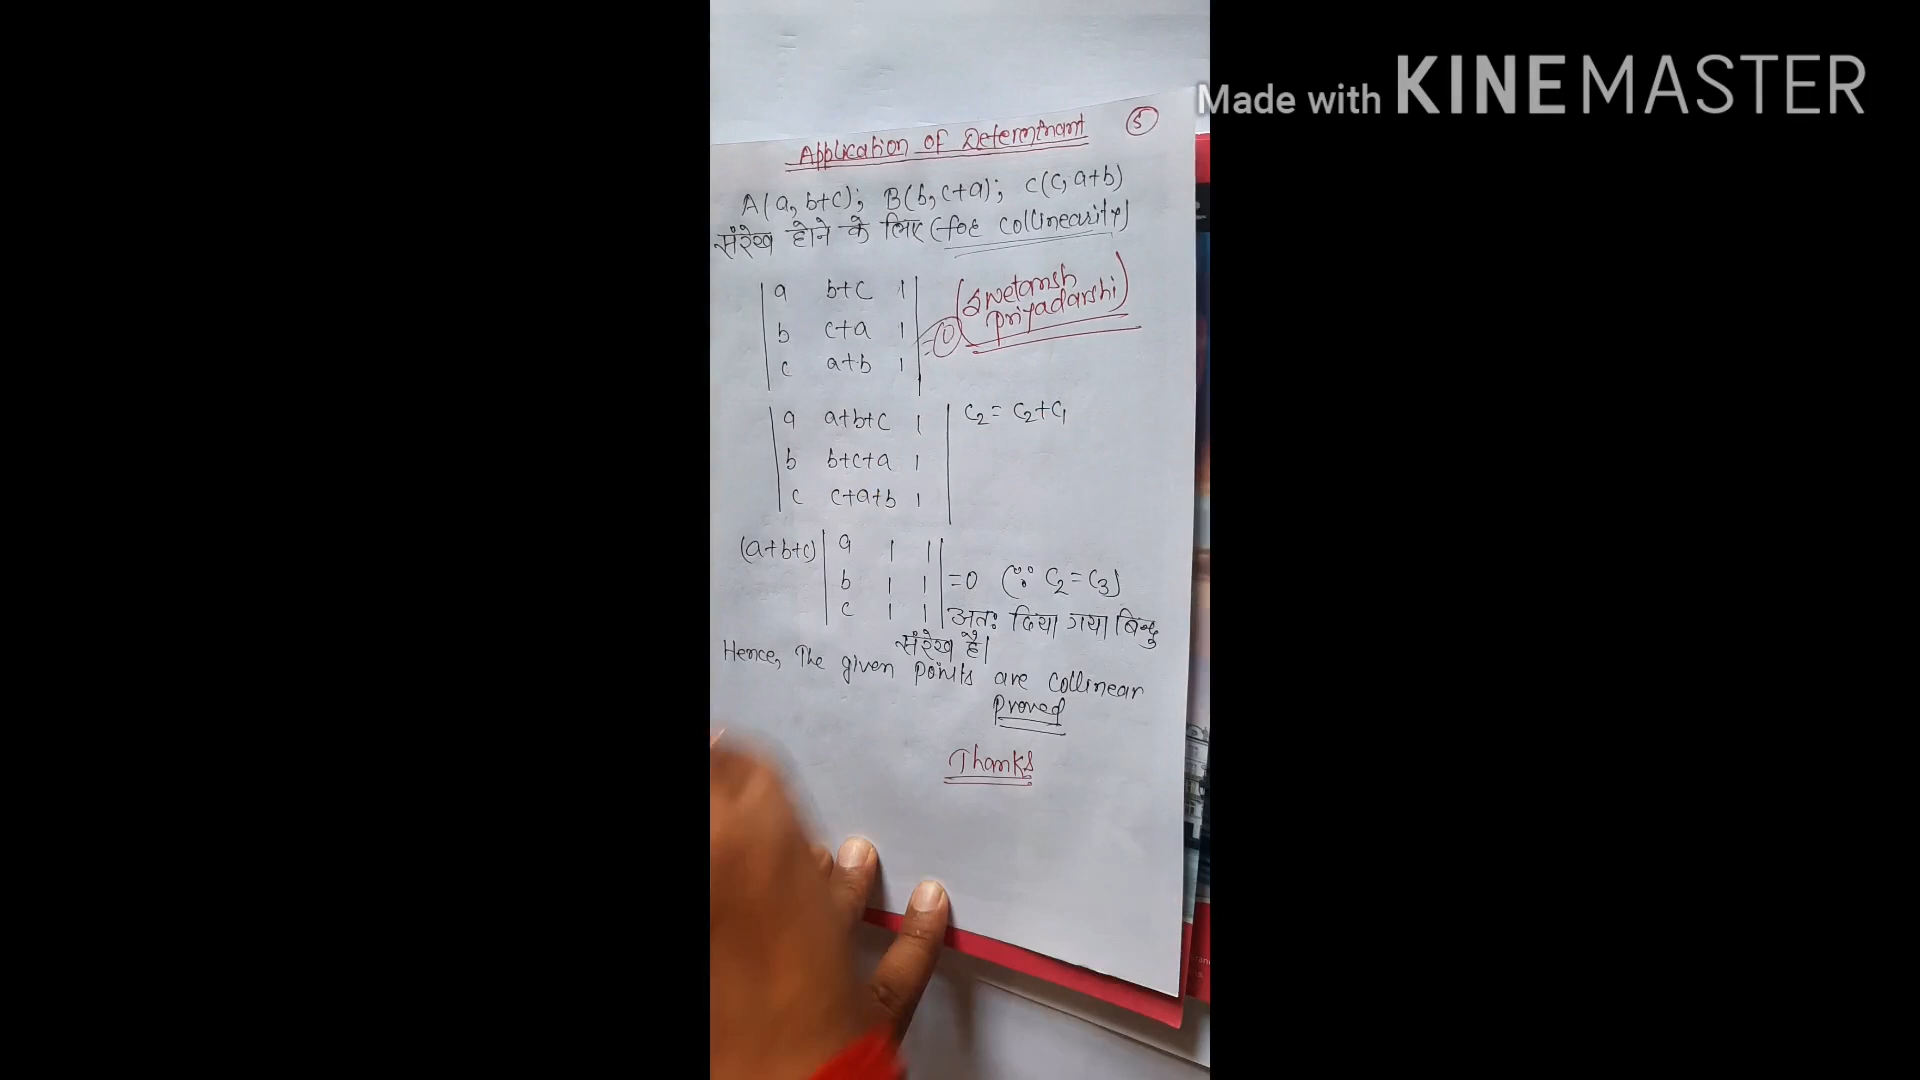 Made with KINEMASTER
Application of Determinant 5
A(a, b+c); B(b, c+a); C(c, a+b)
संरेख होने के लिए (for collinearity)
a b+c 1
b c+a 1 =0
c a+b 1
(Swetansh
Priyadarshi)
a a+b+c 1 C2 = C2+C1
b b+c+a 1
c c+a+b 1
(a+b+c) a 1 1
b 1 1 =0 (∵ C2=C3)
c 1 1
अतः दिया गया बिन्दु
संरेख है।
Hence, The given points are collinear
Proved
Thanks